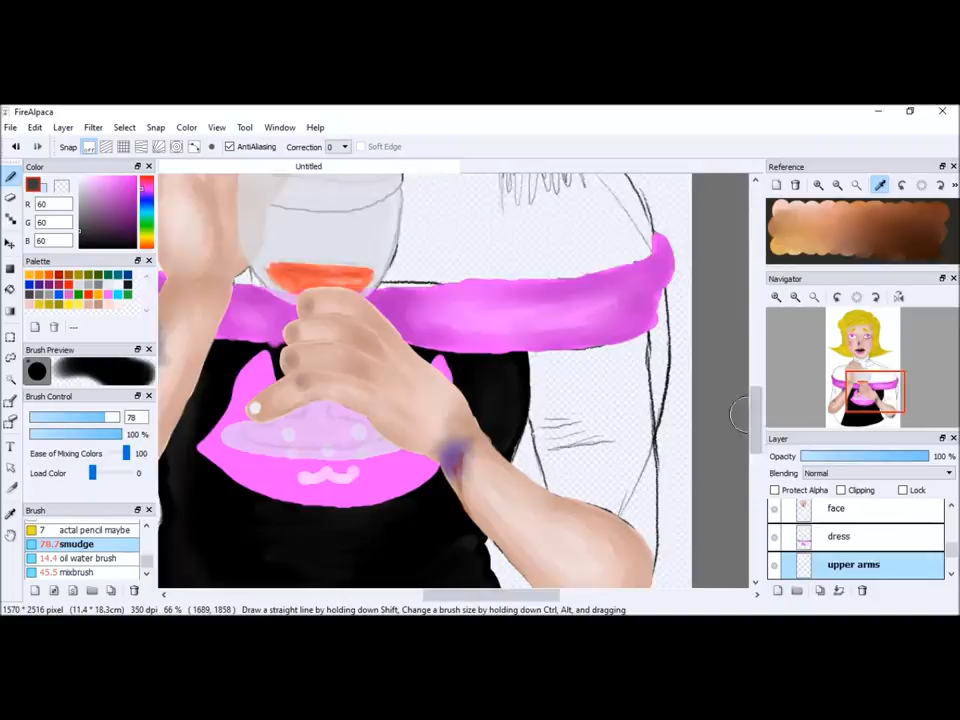 FireAlpaca
File Edit Layer Filter Select Snap Color View Tool Window Help
Snap off AntiAliasing Correction 0 Soft Edge
Color
Untitled
Reference
R 60
G 60
B 60
Palette
---
Brush Preview
Brush Control
78
100 %
Ease of Mixing Colors 100
Load Color 0
Brush
7 actal pencil maybe
78.7 smudge
14.4 oil water brush
45.5 mixbrush
Navigator
Layer
Opacity 100 %
Blending Normal
Protect Alpha Clipping Lock
face
dress
upper arms
1570 * 2516 pixel (11.4 * 18.3cm) 350 dpi 66 % ( 1689, 1858 ) Draw a straight line by holding down Shift, Change a brush size by holding down Ctrl, Alt, and dragging